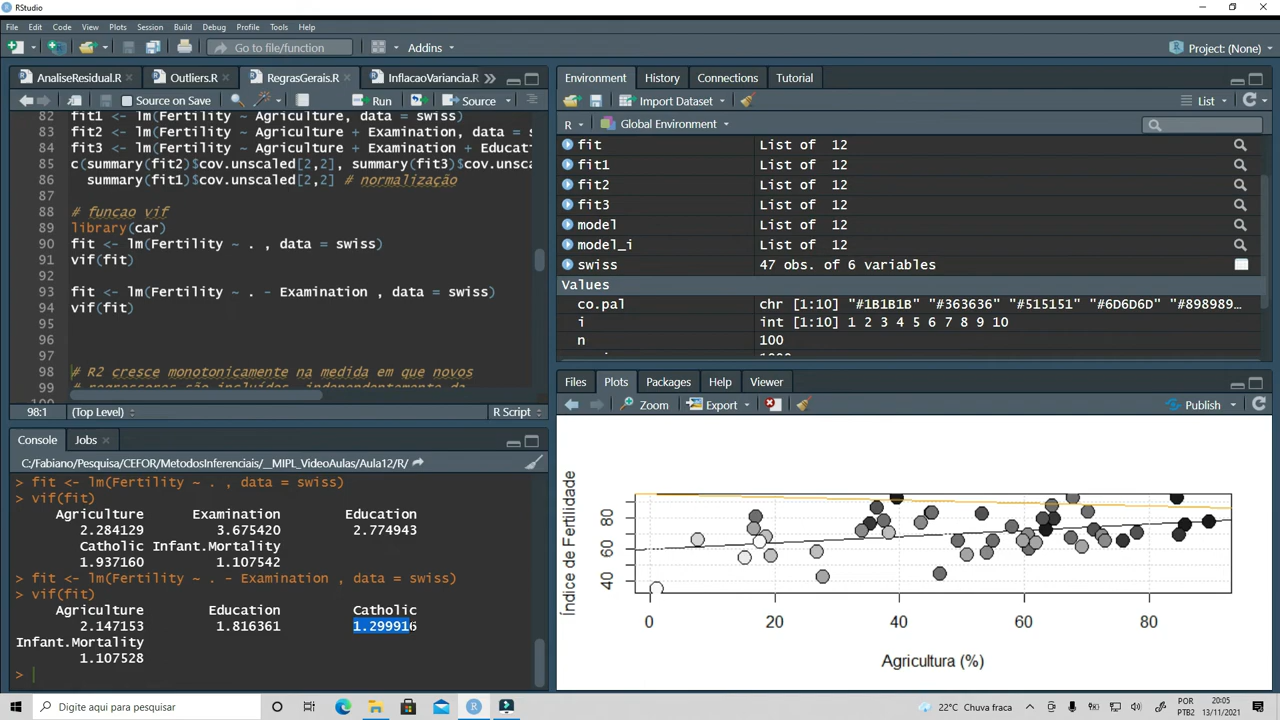 RStudio
File Edit Code View Plots Session Build Debug Profile Tools Help
Go to file/function Addins Project: (None)
AnaliseResidual.R Outliers.R RegrasGerais.R InflacaoVariancia.R
Source on Save Run Source
82 fit1 <- lm(Fertility ~ Agriculture, data = swiss)
83 fit2 <- lm(Fertility ~ Agriculture + Examination, data = s
84 fit3 <- lm(Fertility ~ Agriculture + Examination + Educati
85 c(summary(fit2)$cov.unscaled[2,2], summary(fit3)$cov.unsca
86 summary(fit1)$cov.unscaled[2,2] # normalização
87
88 # funcao vif
89 library(car)
90 fit <- lm(Fertility ~ . , data = swiss)
91 vif(fit)
92
93 fit <- lm(Fertility ~ . - Examination , data = swiss)
94 vif(fit)
95
96
97
98 # R2 cresce monotonicamente na medida em que novos
99 # regressores são incluídos, independentemente da
100
98:1 (Top Level) R Script
Console Jobs
C:/Fabiano/Pesquisa/CEFOR/MetodosInferenciais/__MIPL_VideoAulas/Aula12/R/
> fit <- lm(Fertility ~ . , data = swiss)
> vif(fit)
Agriculture Examination Education
2.284129 3.675420 2.774943
Catholic Infant.Mortality
1.937160 1.107542
> fit <- lm(Fertility ~ . - Examination , data = swiss)
> vif(fit)
Agriculture Education Catholic
2.147153 1.816361 1.299916
Infant.Mortality
1.107528
>
Environment History Connections Tutorial
Import Dataset List
R Global Environment
fit List of 12
fit1 List of 12
fit2 List of 12
fit3 List of 12
model List of 12
model_i List of 12
swiss 47 obs. of 6 variables
Values
co.pal chr [1:10] "#1B1B1B" "#363636" "#515151" "#6D6D6D" "#898989…
i int [1:10] 1 2 3 4 5 6 7 8 9 10
n 100
Files Plots Packages Help Viewer
Zoom Export Publish
Índice de Fertilidade
80
60
40
0 20 40 60 80
Agricultura (%)
Digite aqui para pesquisar
22°C Chuva fraca
POR
PTB2
20:05
13/11/2021